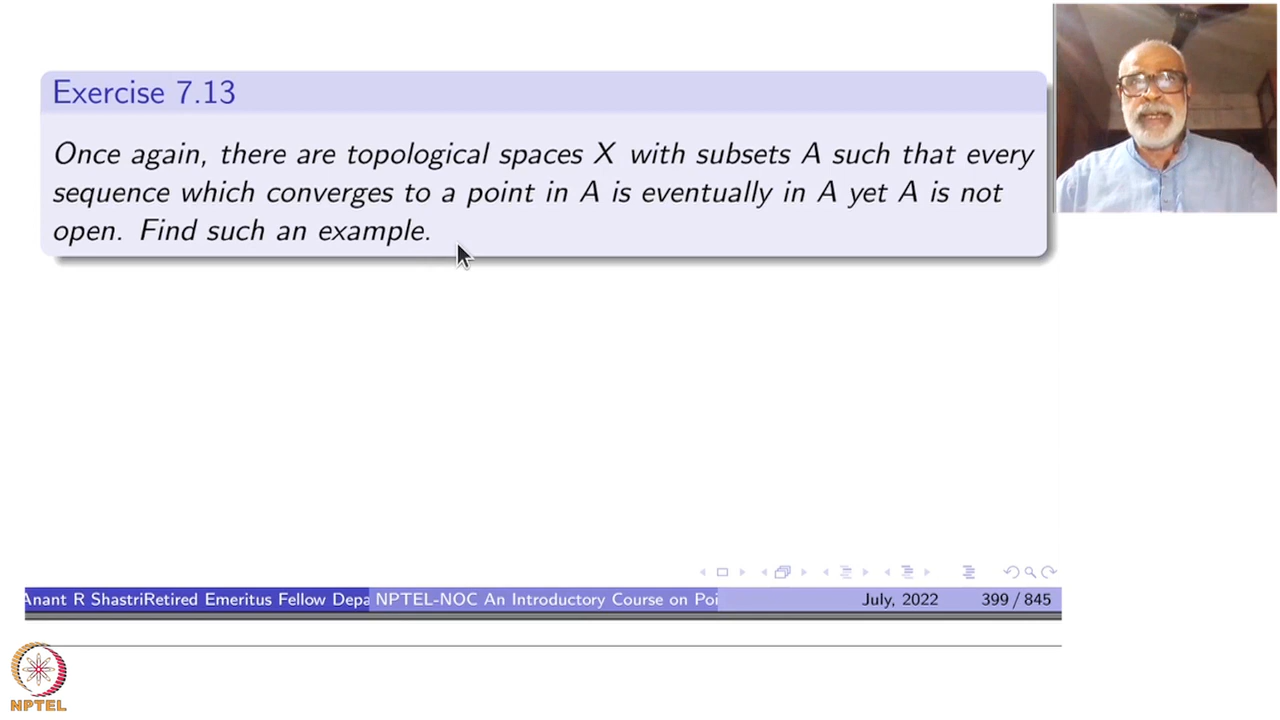 Exercise 7.13
Once again, there are topological spaces X with subsets A such that every
sequence which converges to a point in A is eventually in A yet A is not
open. Find such an example.
Anant R ShastriRetired Emeritus Fellow Depa
NPTEL-NOC An Introductory Course on Poi
July, 2022
399 / 845
NPTEL